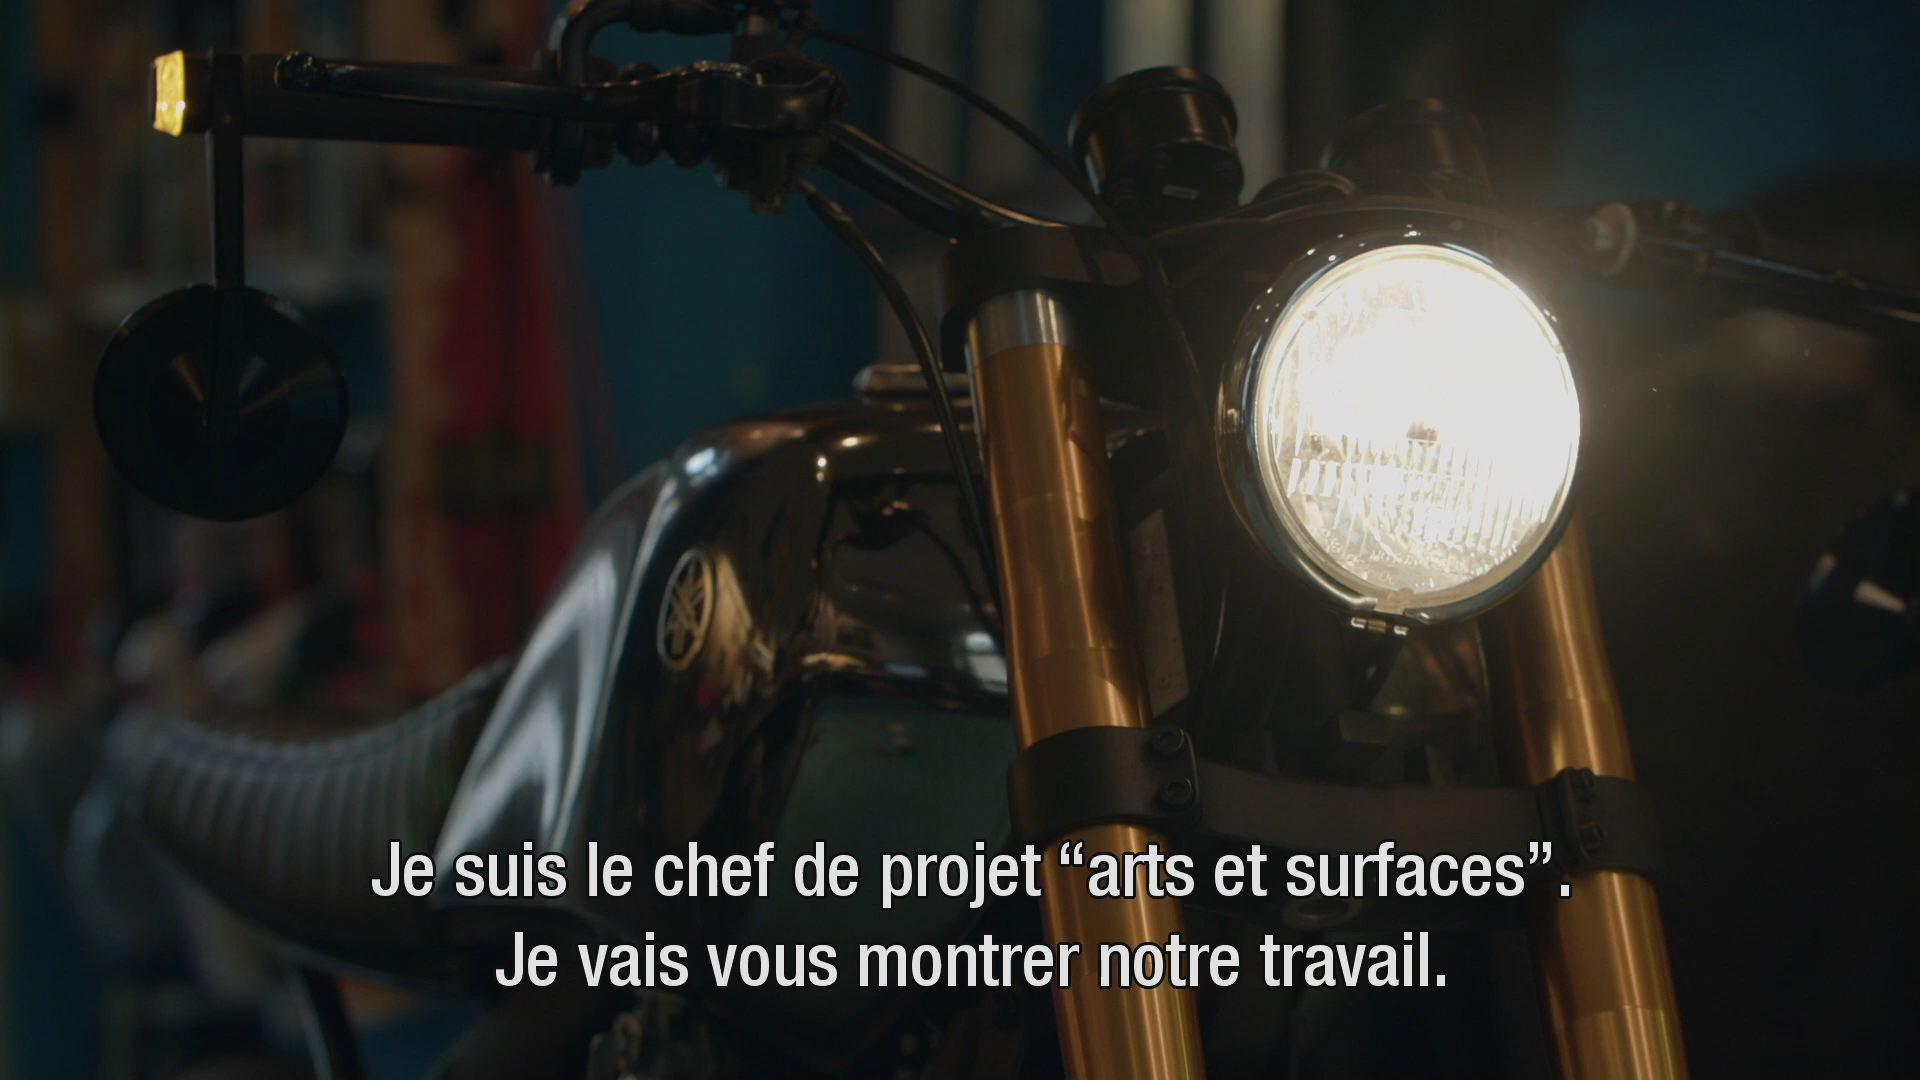 Je suis le chef de projet “arts et surfaces”.
Je vais vous montrer notre travail.